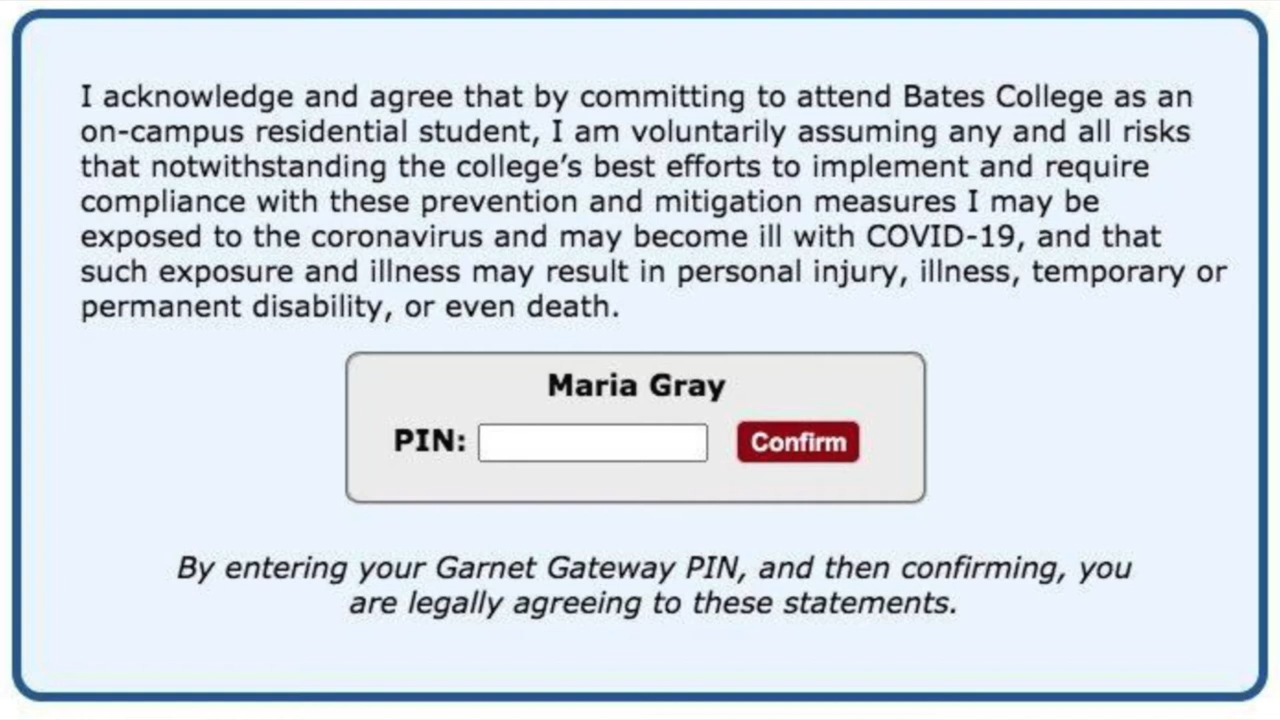 I acknowledge and agree that by committing to attend Bates College as an
on-campus residential student, I am voluntarily assuming any and all risks
that notwithstanding the college’s best efforts to implement and require
compliance with these prevention and mitigation measures I may be
exposed to the coronavirus and may become ill with COVID-19, and that
such exposure and illness may result in personal injury, illness, temporary or
permanent disability, or even death.
Maria Gray
PIN: Confirm
By entering your Garnet Gateway PIN, and then confirming, you
are legally agreeing to these statements.